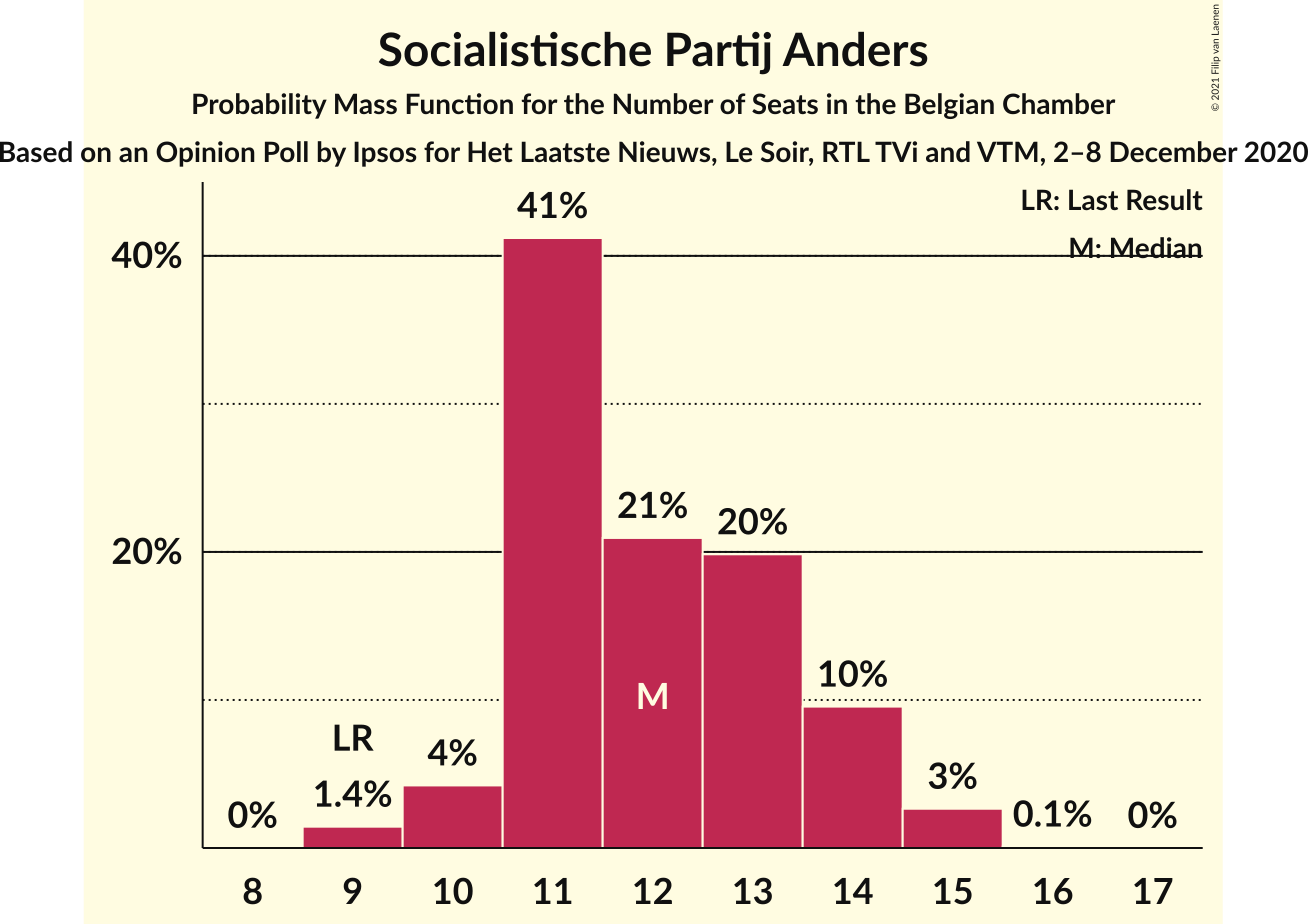 Socialistische Partij Anders
Probability Mass Function for the Number of Seats in the Belgian Chamber
Based on an Opinion Poll by Ipsos for Het Laatste Nieuws, Le Soir, RTL TVi and VTM, 2–8 December 2020
© 2021 Filip van Laenen
LR: Last Result
M: Median
40%
20%
0%
LR
1.4%
4%
41%
21%
M
20%
10%
3%
0.1%
0%
8 9 10 11 12 13 14 15 16 17